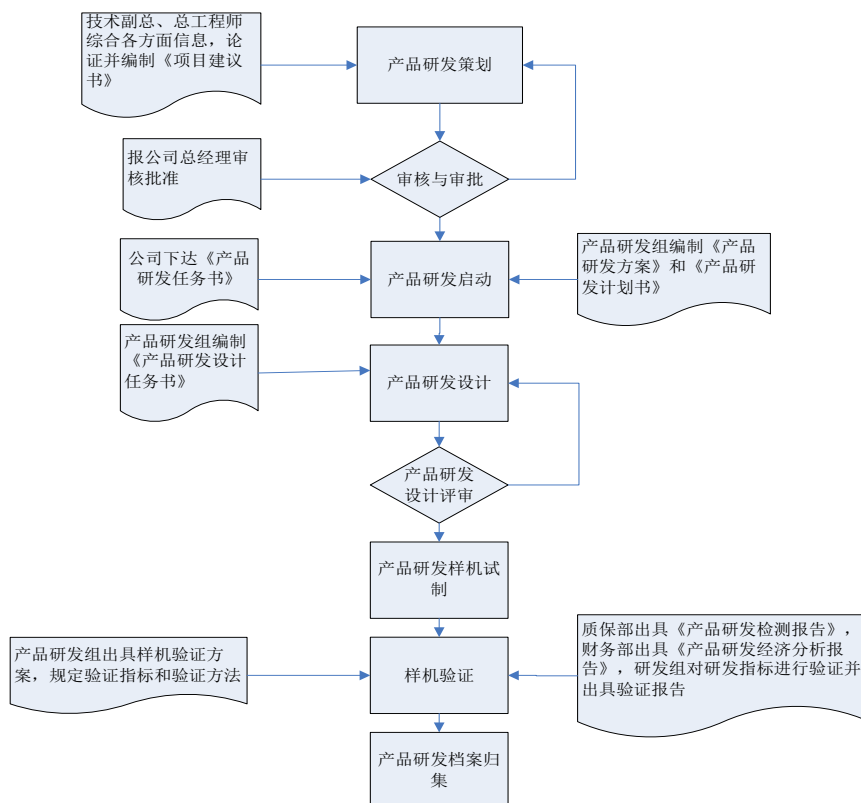 技术副总、总工程师
综合各方面信息，论
证并编制《项目建议
书》
产品研发策划
报公司总经理审
核批准
审核与审批
公司下达《产品
研发任务书》
产品研发启动
产品研发组编制《产品
研发方案》和《产品研
发计划书》
产品研发组编制
《产品研发设计
任务书》
产品研发设计
产品研发
设计评审
产品研发样机试
制
产品研发组出具样机验证方
案，规定验证指标和验证方法
样机验证
质保部出具《产品研发检测报告》，
财务部出具《产品研发经济分析报
告》，研发组对研发指标进行验证并
出具验证报告
产品研发档案归
集